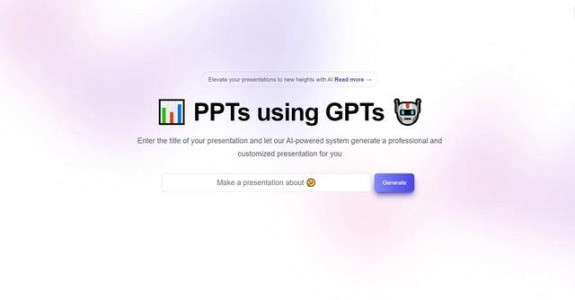 Elevate your presentations to new heights with AI Read more →
📊 PPTs using GPTs 🤖
Enter the title of your presentation and let our AI-powered system generate a professional and
customized presentation for you
Make a presentation about 🤔
Generate